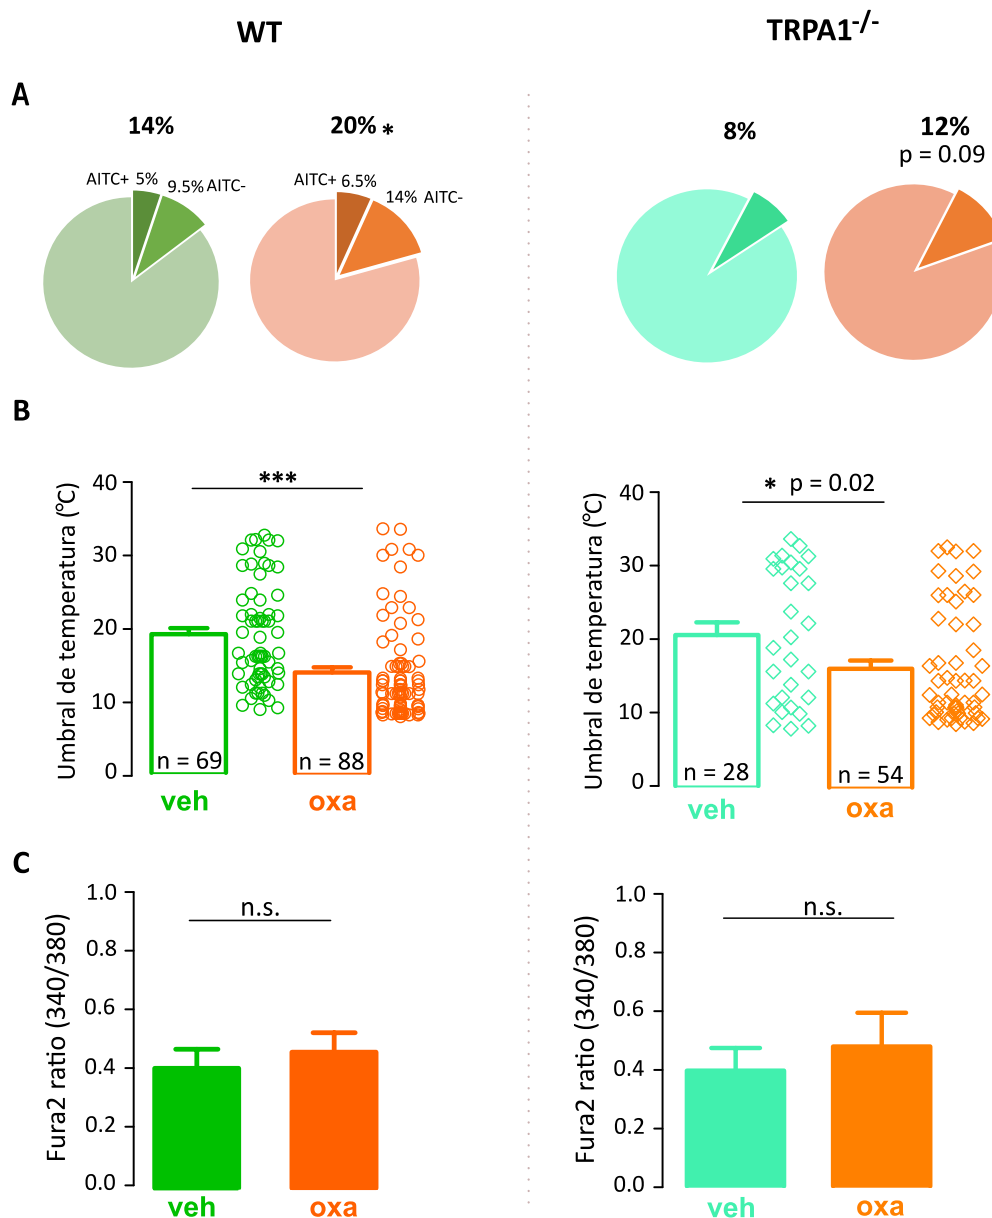 WT
TRPA1-/-
A
14%
20% *
8%
12%
p = 0.09
AITC+ 5%
9.5% AITC-
AITC+ 6.5%
14% AITC-
B
Umbral de temperatura (°C)
40
30
20
10
0
***
n = 69
n = 88
veh
oxa
Umbral de temperatura (°C)
40
30
20
10
0
* p = 0.02
n = 28
n = 54
veh
oxa
C
Fura2 ratio (340/380)
1.0
0.8
0.6
0.4
0.2
0.0
n.s.
veh
oxa
Fura2 ratio (340/380)
1.0
0.8
0.6
0.4
0.2
0.0
n.s.
veh
oxa